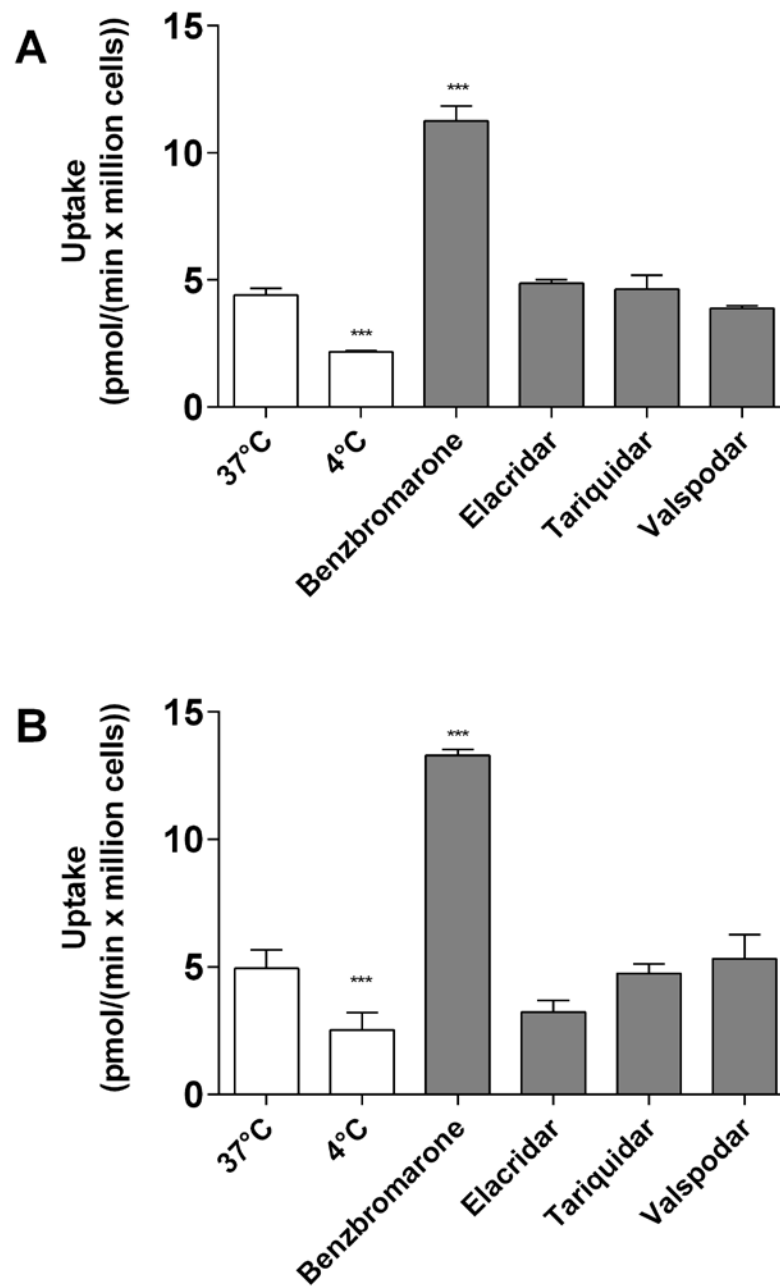 A
Uptake
(pmol/(min x million cells))
15
10
5
0
***
***
37°C
4°C
Benzbromarone
Elacridar
Tariquidar
Valspodar
B
Uptake
(pmol/(min x million cells))
15
10
5
0
***
***
37°C
4°C
Benzbromarone
Elacridar
Tariquidar
Valspodar